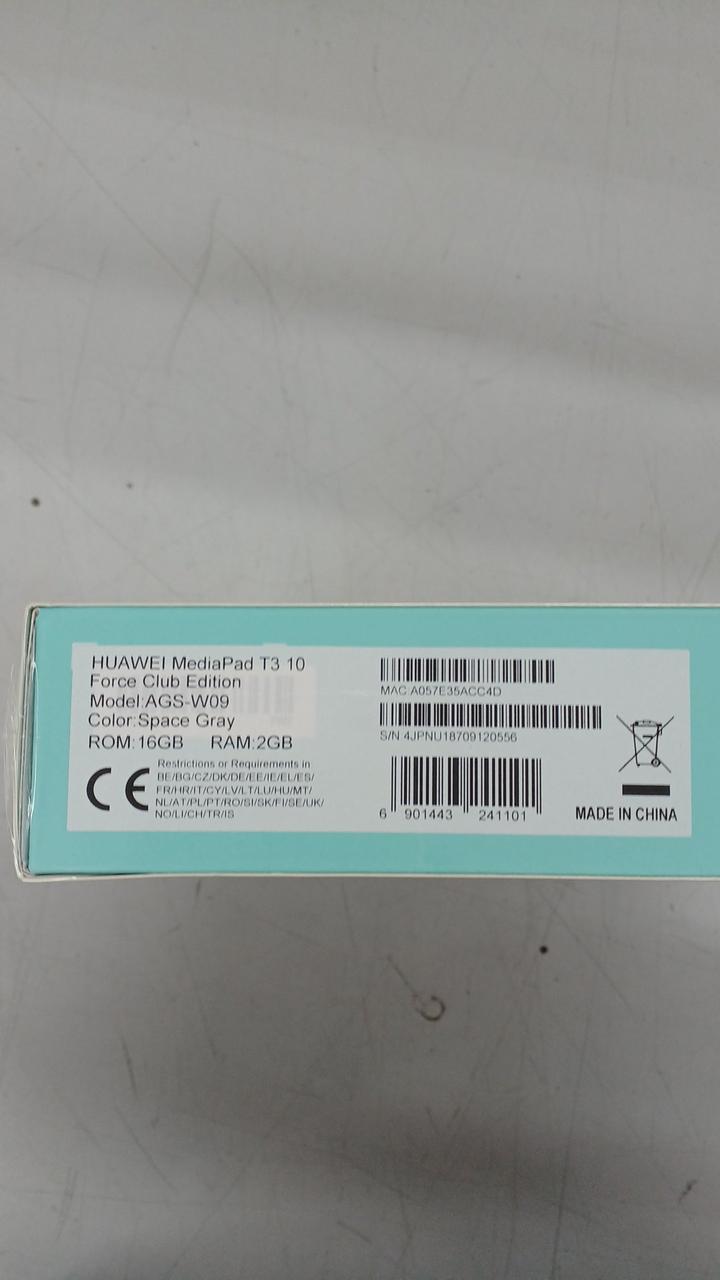 HUAWEI MediaPad T3 10
Force Club Edition
Model:AGS-W09
Color:Space Gray
ROM:16GB RAM:2GB
CE
Restrictions or Requirements in
BE/BG/CZ/DK/DE/EE/IE/EL/ES/
FR/HR/IT/CY/LV/LT/LU/HU/MT/
NL/AT/PL/PT/RO/SI/SK/FI/SE/UK/
NO/LI/CH/TR/IS
MAC:A057E35ACC4D
S/N:4JPNU18709120556
6 901443 241101
MADE IN CHINA